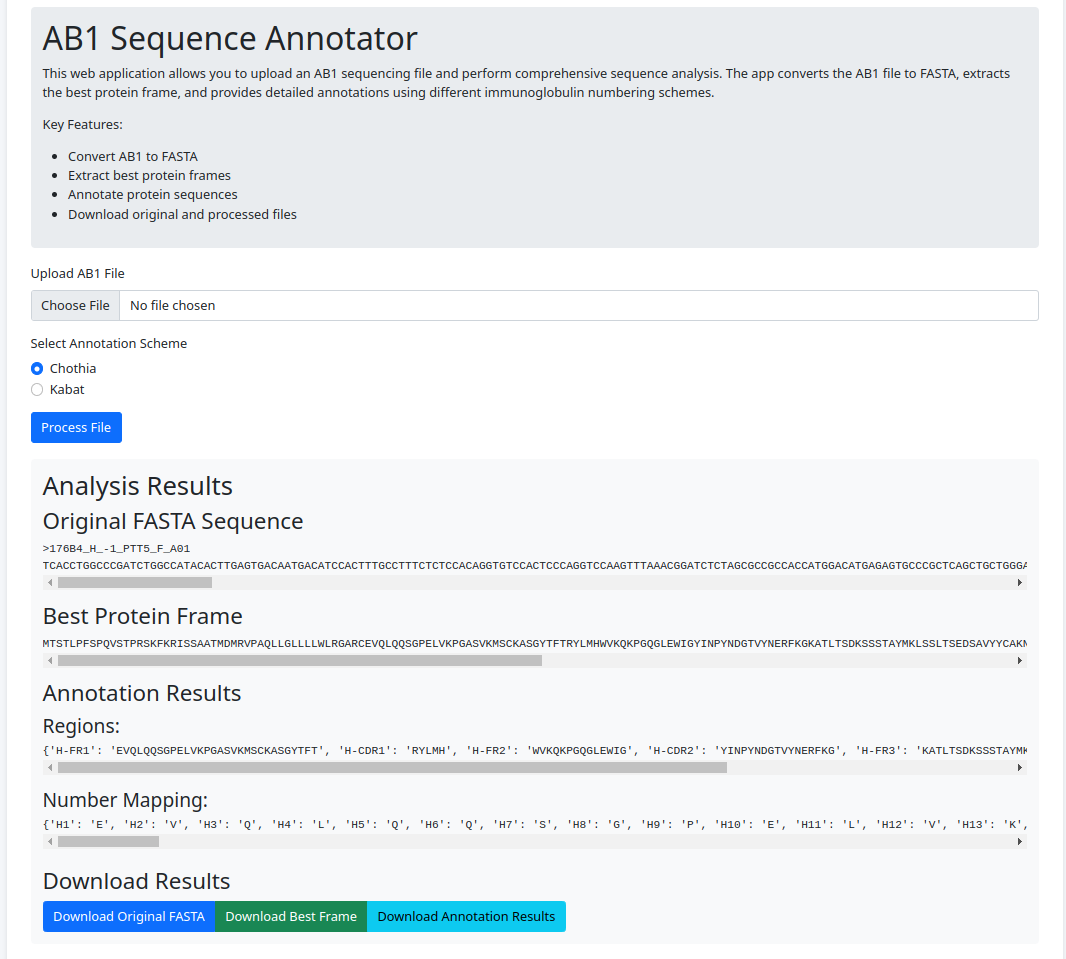 AB1 Sequence Annotator
This web application allows you to upload an AB1 sequencing file and perform comprehensive sequence analysis. The app converts the AB1 file to FASTA, extracts
the best protein frame, and provides detailed annotations using different immunoglobulin numbering schemes.
Key Features:
• Convert AB1 to FASTA
• Extract best protein frames
• Annotate protein sequences
• Download original and processed files
Upload AB1 File
Choose File No file chosen
Select Annotation Scheme
Chothia
Kabat
Process File
Analysis Results
Original FASTA Sequence
>176B4_H_-1_PTT5_F_A01
TCACCTGGCCCGATCTGGCCATACACTTGAGTGACAATGACATCCACTTTGCCTTTCTCTCCACAGGTGTCCACTCCCAGGTCCAAGTTTAAACGGATCTCTAGCGCCGCCACCATGGACATGAGAGTGCCCGCTCAGCTGCTGGGA
Best Protein Frame
MTSTLPFSPQVSTPRSKFKRISSAATMDMRVPAQLLGLLLLWLRGARCEVQLQQSGPELVKPGASVKMSCKASGYTFTRYLMHWVKQKPGQGLEWIGYINPYNDGTVYNERFKGKATLTSDKSSSTAYMKLSSLTSEDSAVYYCAKN
Annotation Results
Regions:
{'H-FR1': 'EVQLQQSGPELVKPGASVKMSCKASGYTFT', 'H-CDR1': 'RYLMH', 'H-FR2': 'WVKQKPGQGLEWIG', 'H-CDR2': 'YINPYNDGTVYNERFKG', 'H-FR3': 'KATLTSDKSSSTAYMK
Number Mapping:
{'H1': 'E', 'H2': 'V', 'H3': 'Q', 'H4': 'L', 'H5': 'Q', 'H6': 'Q', 'H7': 'S', 'H8': 'G', 'H9': 'P', 'H10': 'E', 'H11': 'L', 'H12': 'V', 'H13': 'K',
Download Results
Download Original FASTA Download Best Frame Download Annotation Results